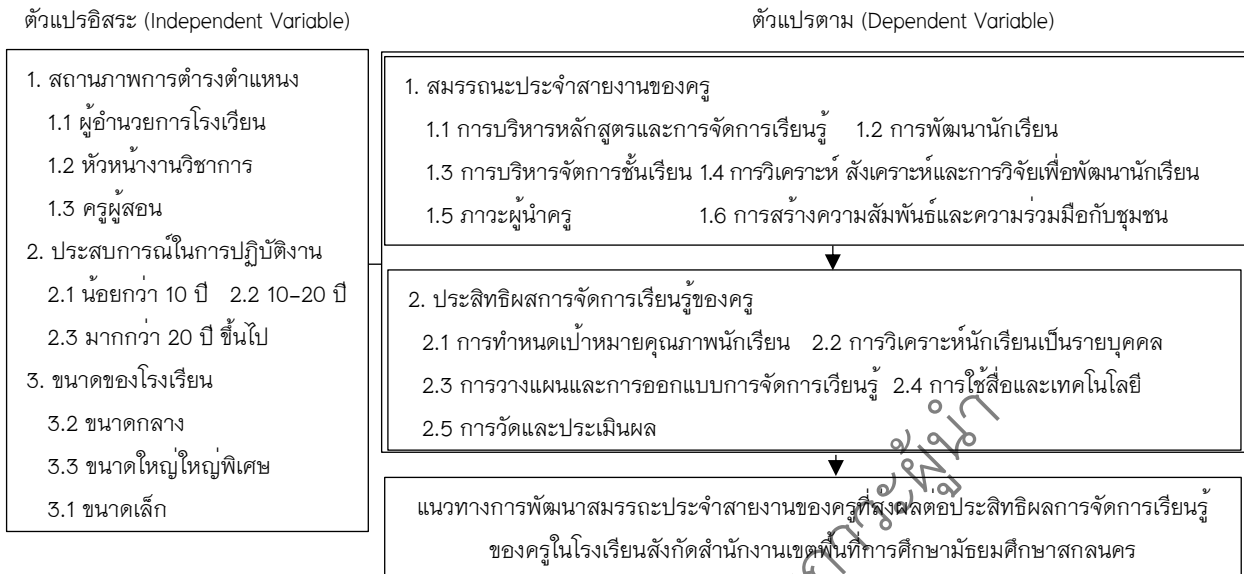 ตัวแปรอิสระ (Independent Variable)
1. สถานภาพการตำรงตำแหนง
1.1 ผู้อำนวยการโรงเวียน
1.2 หัวหน้างานวิชาการ
1.3 ครูผู้สอน
2. ประสบการณ์ในการปฏิบัติงาน
2.1 น้อยกว่า 10 ปี 2.2 10–20 ปี
2.3 มากกว่า 20 ปี ขึ้นไป
3. ขนาดของโรงเรียน
3.2 ขนาดกลาง
3.3 ขนาดใหญ่ใหญ่พิเศษ
3.1 ขนาดเล็ก
ตัวแปรตาม (Dependent Variable)
1. สมรรถนะประจำสายงานของครู
1.1 การบริหารหลักสูตรและการจัดการเรียนรู้ 1.2 การพัฒนานักเรียน
1.3 การบริหารจัตการชั้นเรียน 1.4 การวิเคราะห์ สังเคราะห์และการวิจัยเพื่อพัฒนานักเรียน
1.5 ภาวะผู้นำครู 1.6 การสร้างความสัมพันธ์และความร่วมมือกับชุมชน
2. ประสิทธิผสการจัดการเรียนรู้ของครู
2.1 การทำหนดเป้าหมายคุณภาพนักเรียน 2.2 การวิเคราะห์นักเรียนเป็นรายบุคคล
2.3 การวางแผนและการออกแบบการจัดการเวียนรู้ 2.4 การใช้สื่อและเทคโนโลยี
2.5 การวัดและประเมินผล
แนวทางการพัฒนาสมรรถะประจำสายงานของครูที่ส่งผลต่อประสิทธิผลการจัดการเรียนรู้
ของครูในโรงเรียนสังกัดสำนักงานเขตพื้นที่การศึกษามัธยมศึกษาสกลนคร